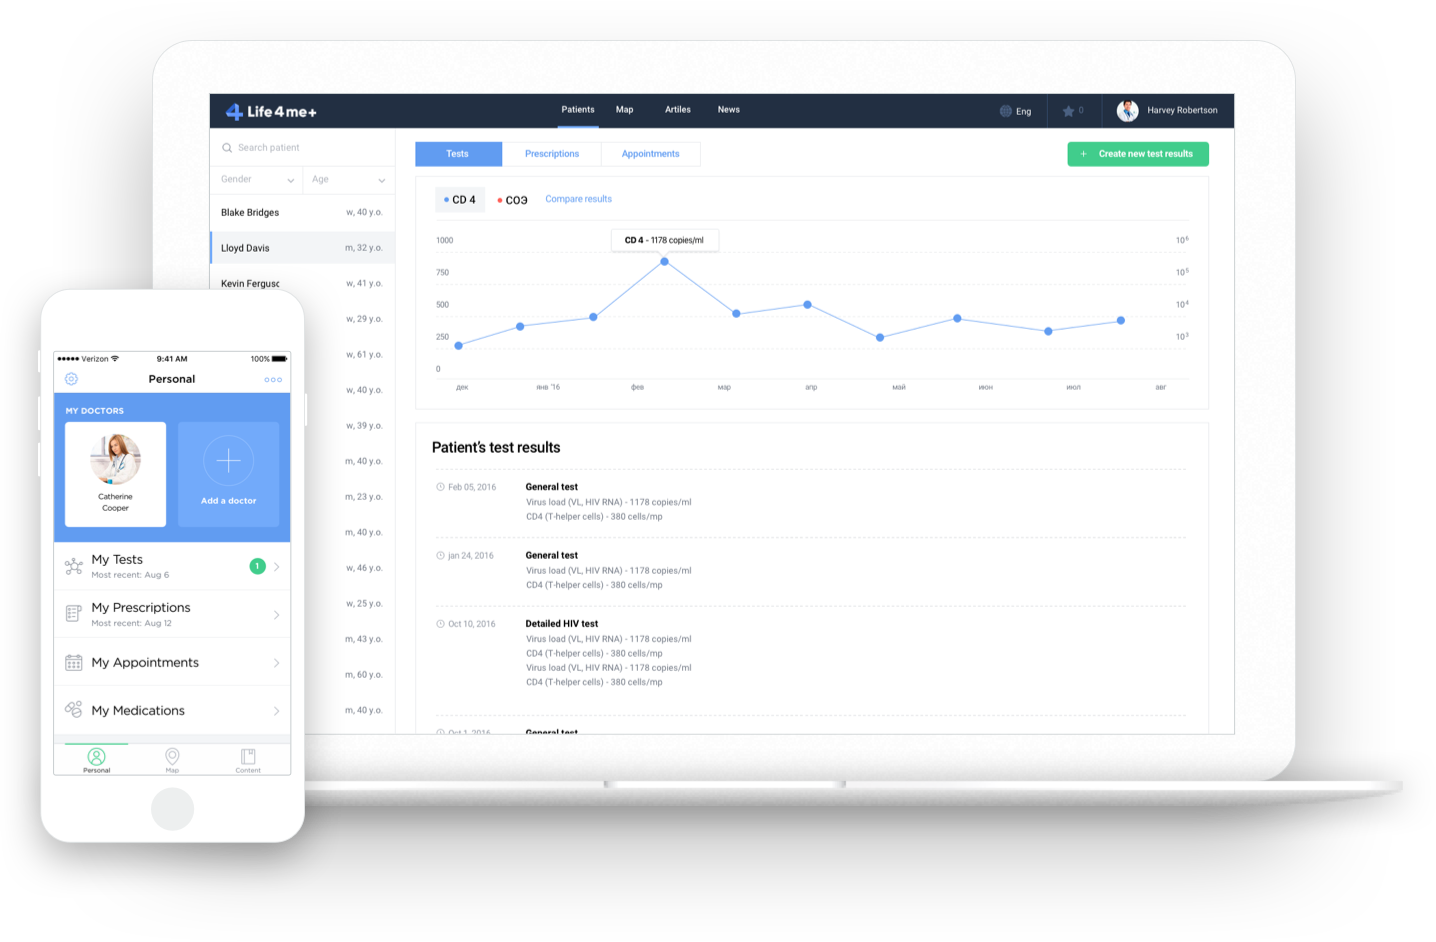 Life4me+
Patients
Map
Artiles
News
Eng
0
Harvey Robertson
Search patient
Gender
Age
Blake Bridges
w, 40 y.o.
Lloyd Davis
m, 32 y.o.
Kevin Fergusc
w, 41 y.o.
w, 29 y.o.
w, 61 y.o.
w, 40 y.o.
w, 39 y.o.
m, 40 y.o.
m, 23 y.o.
m, 40 y.o.
w, 46 y.o.
w, 25 y.o.
m, 43 y.o.
m, 60 y.o.
m, 40 y.o.
Tests
Prescriptions
Appointments
+ Create new test results
CD 4
СОЭ
Compare results
CD 4 - 1178 copies/ml
1000
750
500
250
0
10⁶
10⁵
10⁴
10³
дек
янв '16
фев
мар
апр
май
июн
июл
авг
Patient's test results
Feb 05, 2016
General test
Virus load (VL, HIV RNA) - 1178 copies/ml
CD4 (T-helper cells) - 380 cells/mp
jan 24, 2016
General test
Virus load (VL, HIV RNA) - 1178 copies/ml
CD4 (T-helper cells) - 380 cells/mp
Oct 10, 2016
Detailed HIV test
Virus load (VL, HIV RNA) - 1178 copies/ml
CD4 (T-helper cells) - 380 cells/mp
Virus load (VL, HIV RNA) - 1178 copies/ml
CD4 (T-helper cells) - 380 cells/mp
Oct 1, 2016
General test
Verizon
9:41 AM
100%
Personal
MY DOCTORS
Catherine
Cooper
Add a doctor
My Tests
Most recent: Aug 6
1
My Prescriptions
Most recent: Aug 12
My Appointments
My Medications
Personal
Map
Content